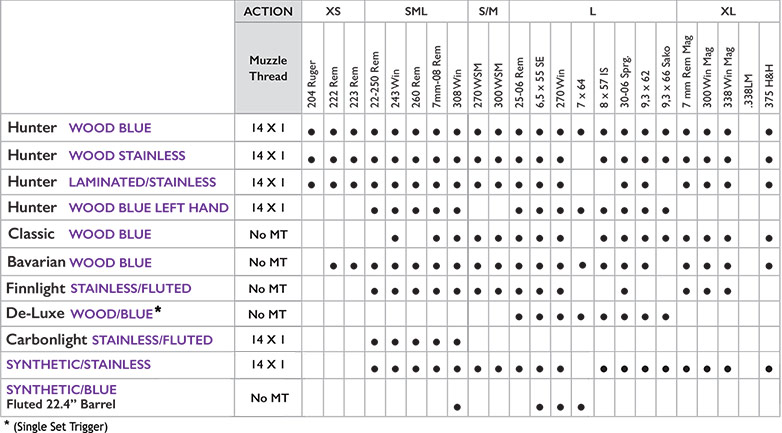 ACTION XS SML S/M L XL
Muzzle
Thread
204 Ruger
222 Rem
223 Rem
22-250 Rem
243 Win
260 Rem
7mm-08 Rem
308 Win
270 WSM
300 WSM
25-06 Rem
6.5 x 55 SE
270 Win
7 x 64
8 x 57 IS
30-06 Sprg.
9,3 x 62
9,3 x 66 Sako
7 mm Rem Mag
300 Win Mag
338 Win Mag
.338LM
375 H&H
Hunter WOOD BLUE 14 X 1
Hunter WOOD STAINLESS 14 X 1
Hunter LAMINATED/STAINLESS 14 X 1
Hunter WOOD BLUE LEFT HAND 14 X 1
Classic WOOD BLUE No MT
Bavarian WOOD BLUE No MT
Finnlight STAINLESS/FLUTED No MT
De-Luxe WOOD/BLUE* No MT
Carbonlight STAINLESS/FLUTED 14 X 1
SYNTHETIC/STAINLESS 14 X 1
SYNTHETIC/BLUE No MT
Fluted 22.4” Barrel
* (Single Set Trigger)